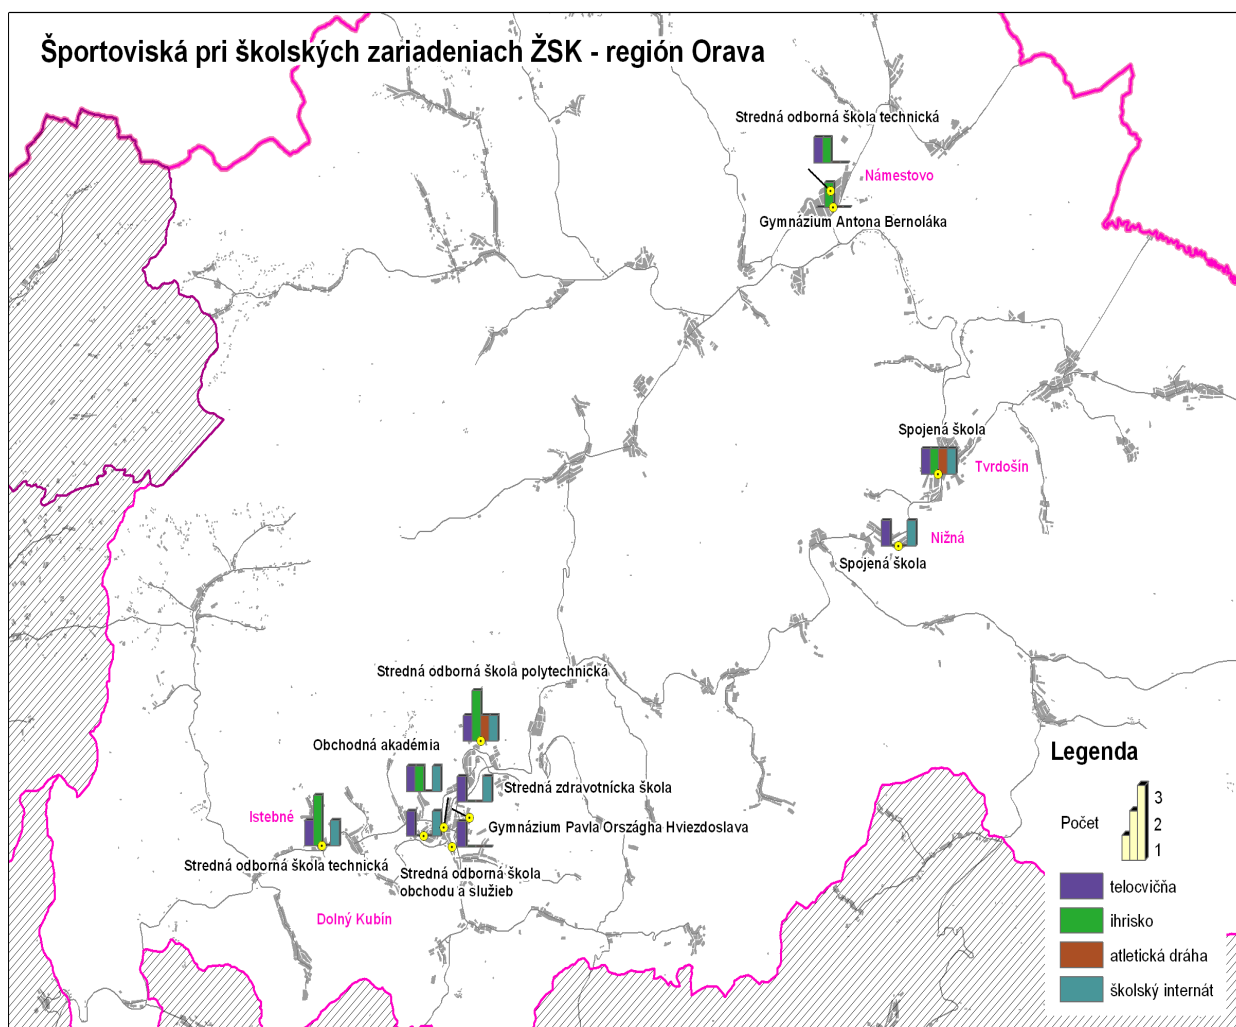 Športoviská pri školských zariadeniach ŽSK - región Orava
Stredná odborná škola technická
Námestovo
Gymnázium Antona Bernoláka
Spojená škola
Tvrdošín
Nižná
Spojená škola
Stredná odborná škola polytechnická
Obchodná akadémia
Stredná zdravotnícka škola
Istebné
Gymnázium Pavla Országha Hviezdoslava
Stredná odborná škola technická
Stredná odborná škola
obchodu a služieb
Dolný Kubín
Legenda
Počet
3
2
1
telocvičňa
ihrisko
atletická dráha
školský internát